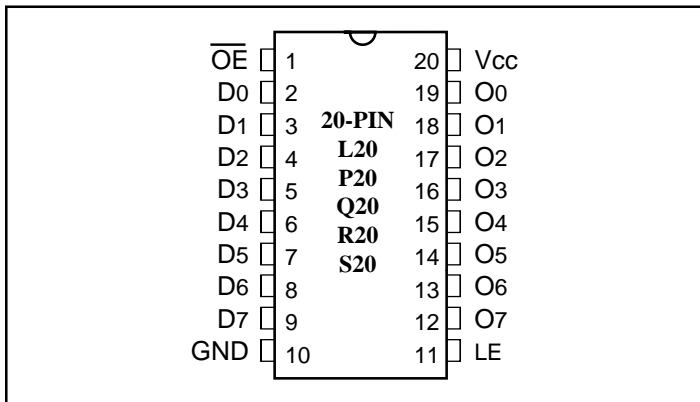 O̅E̅ 1 20 Vcc
D0 2 19 O0
D1 3 20-PIN 18 O1
D2 4 L20 17 O2
D3 5 P20 16 O3
D4 6 Q20 15 O4
D5 7 R20 14 O5
D6 8 S20 13 O6
D7 9 12 O7
GND 10 11 LE